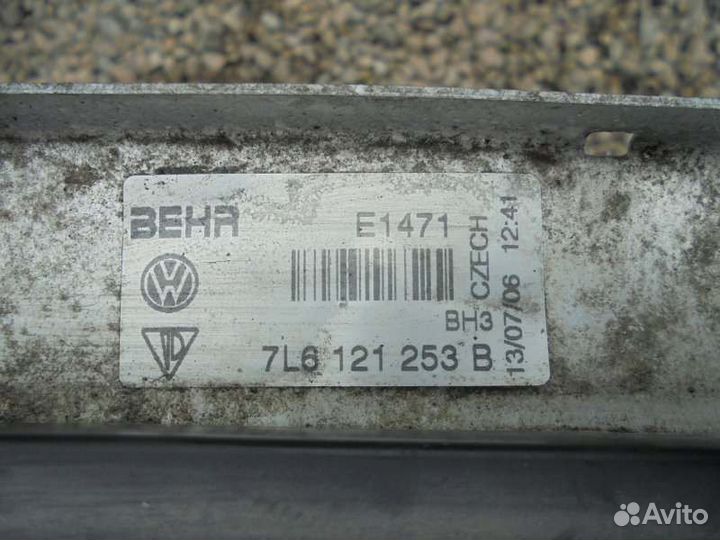 BEHR E1471
CZECH
BH3
7L6 121 253 B
13/07/06 12:41
Avito